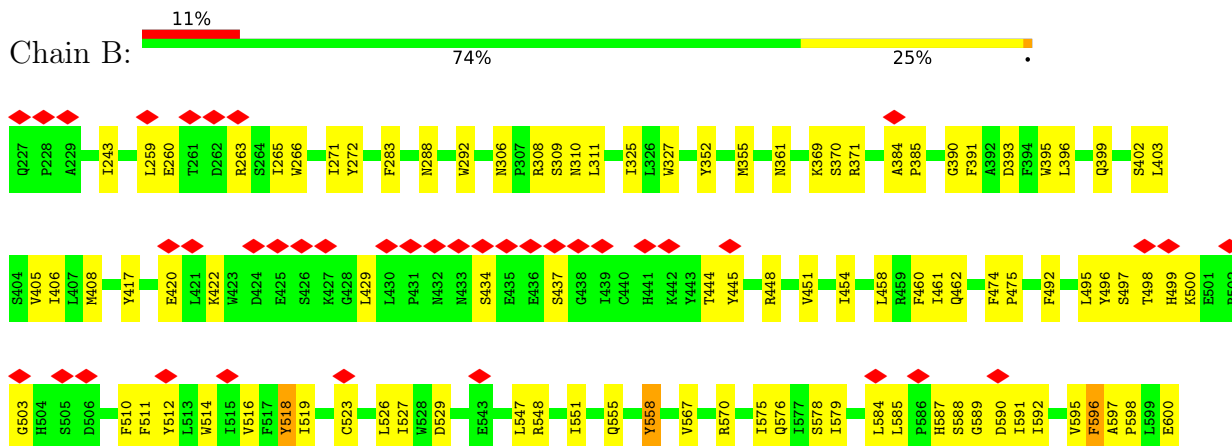 11%
Chain B:
74% 25% •
Q227 P228 A229 I243 L259 E260 T261 D262 R263 S264 I265 W266 I271 Y272 F283 N288 W292 N306 P307 R308 S309 N310 L311 I325 L326 W327 Y352 M355 N361 K369 S370 R371 A384 P385 G390 F391 A392 D393 F394 W395 L396 Q399 S402 L403
S404 V405 I406 L407 M408 Y417 E420 L421 K422 W423 D424 E425 S426 K427 G428 L429 L430 P431 N432 N433 S434 E435 E436 S437 G438 I439 C440 H441 K442 Y443 T444 Y445 R448 V451 I454 L458 R459 F460 I461 Q462 F474 P475 F492 L495 Y496 S497 T498 H499 K500 E501
G503 H504 S505 D506 F510 F511 Y512 L513 W514 I515 V516 F517 Y518 I519 C523 L526 I527 W528 D529 E543 L547 R548 I551 Q555 Y558 V567 R570 I575 Q576 I577 S578 I579 L584 L585 P586 H587 S588 G589 D590 I591 I592 V595 F596 A597 P598 L599 E600